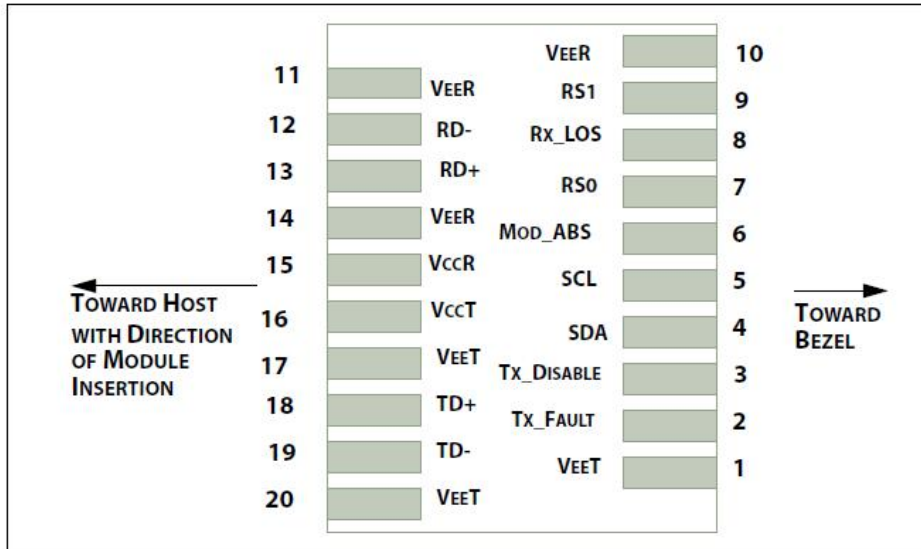 11 VEER
12 RD-
13 RD+
14 VEER
15 VCCR
16 VCCT
17 VEET
18 TD+
19 TD-
20 VEET
VEER 10
RS1 9
RX_LOS 8
RS0 7
MOD_ABS 6
SCL 5
SDA 4
TX_DISABLE 3
TX_FAULT 2
VEET 1
TOWARD HOST
WITH DIRECTION
OF MODULE
INSERTION
TOWARD
BEZEL